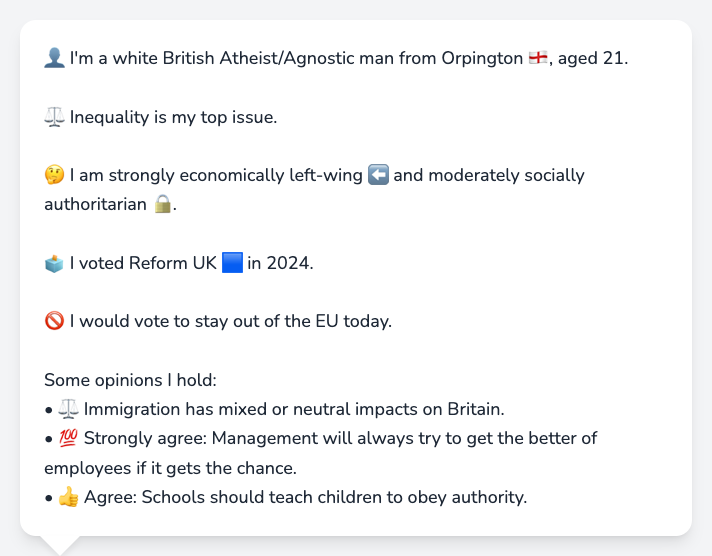 👤 I'm a white British Atheist/Agnostic man from Orpington 🏴󠁧󠁢󠁥󠁮󠁧󠁿, aged 21.
⚖️ Inequality is my top issue.
🤔 I am strongly economically left-wing ⬅️ and moderately socially
authoritarian 🔒.
🗳️ I voted Reform UK 🟦 in 2024.
🚫 I would vote to stay out of the EU today.
Some opinions I hold:
• ⚖️ Immigration has mixed or neutral impacts on Britain.
• 💯 Strongly agree: Management will always try to get the better of
employees if it gets the chance.
• 👍 Agree: Schools should teach children to obey authority.